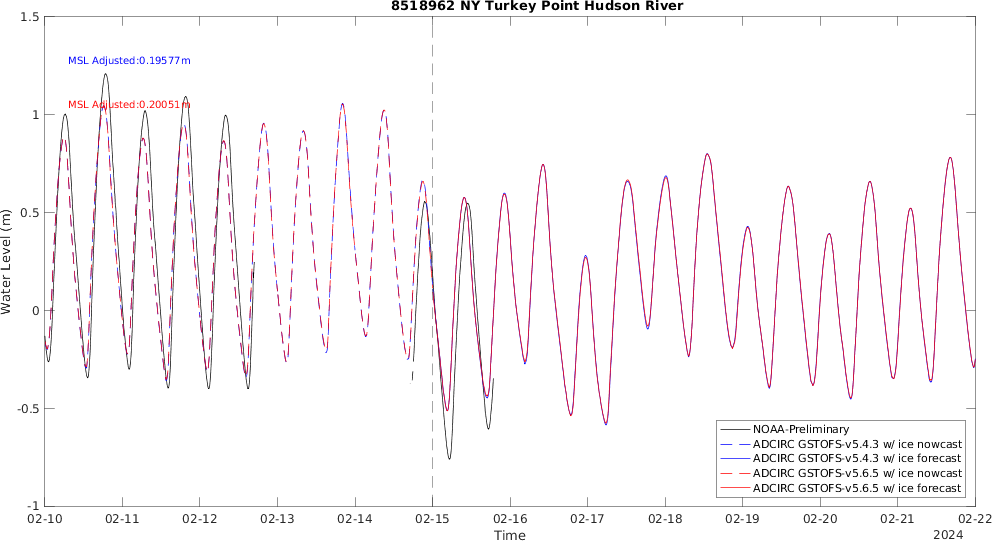 8518962 NY Turkey Point Hudson River
1.5
MSL Adjusted:0.19577m
MSL Adjusted:0.20051m
1
0.5
Water Level (m)
0
-0.5
-1
NOAA-Preliminary
ADCIRC GSTOFS-v5.4.3 w/ ice nowcast
ADCIRC GSTOFS-v5.4.3 w/ ice forecast
ADCIRC GSTOFS-v5.6.5 w/ ice nowcast
ADCIRC GSTOFS-v5.6.5 w/ ice forecast
02-10 02-11 02-12 02-13 02-14 02-15 02-16 02-17 02-18 02-19 02-20 02-21 02-22
Time
2024